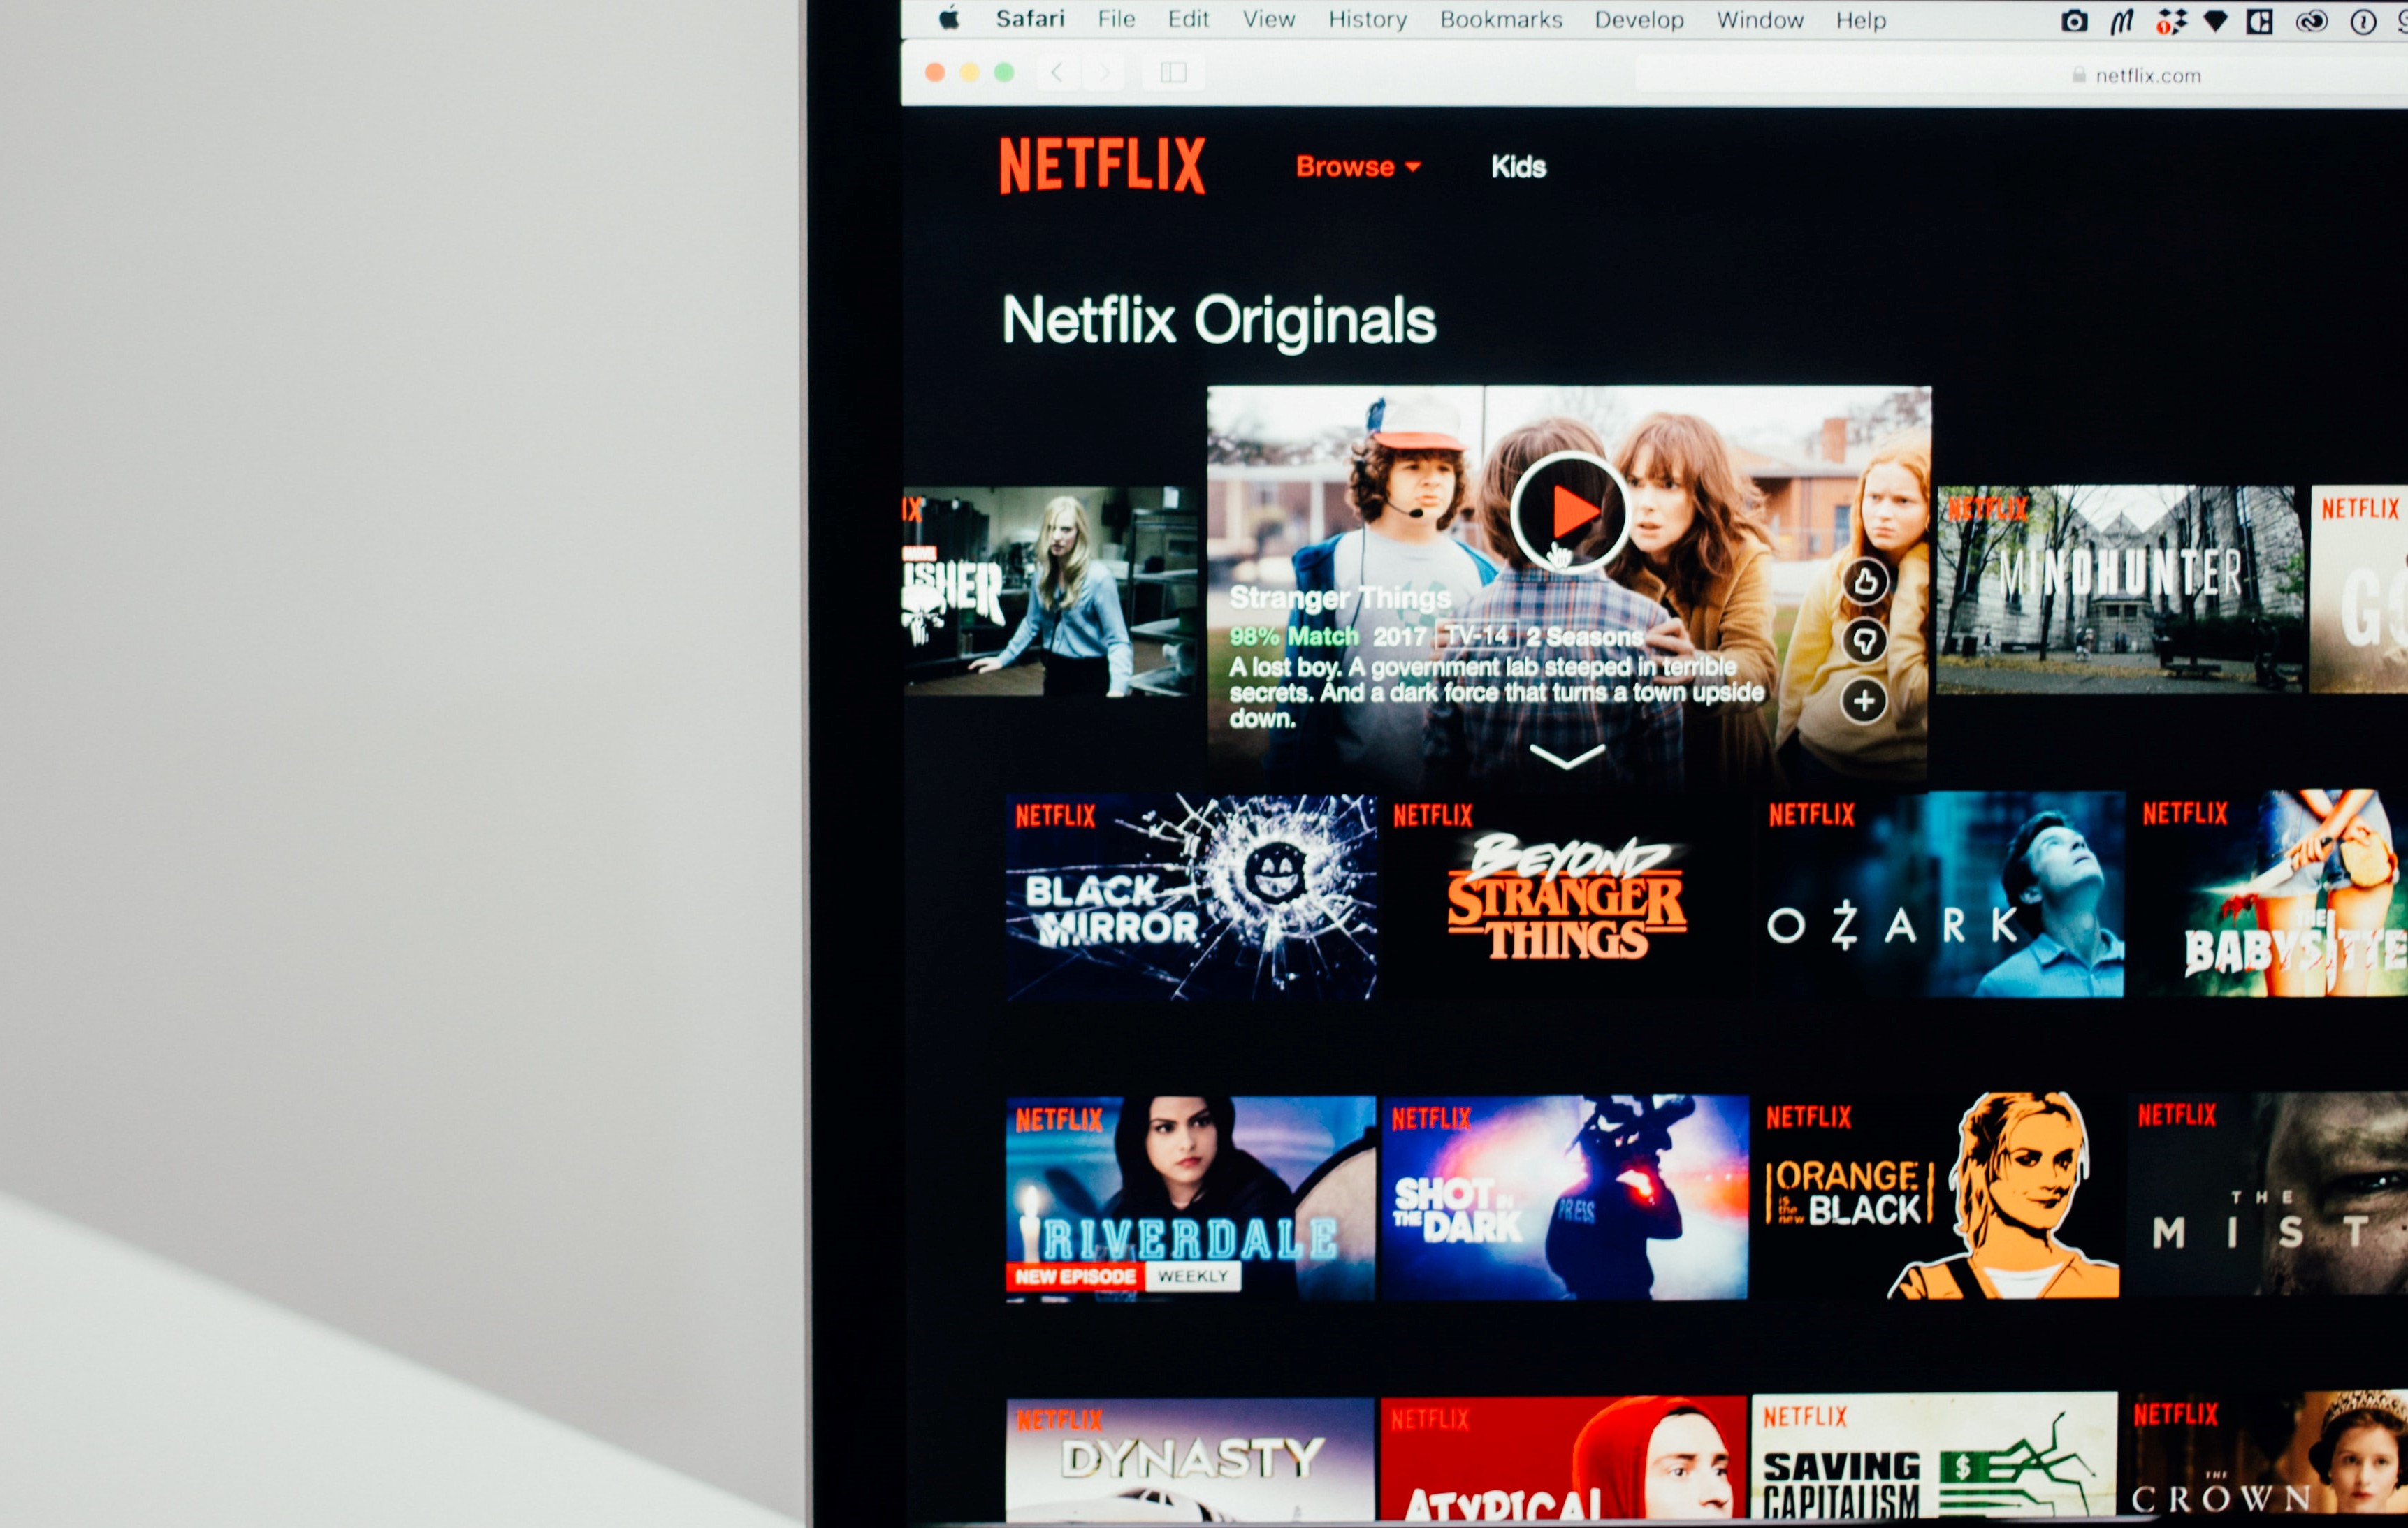 Safari File Edit View History Bookmarks Develop Window Help
netflix.com
NETFLIX Browse Kids
Netflix Originals
IX
MARVEL
ISHER
Stranger Things
98% Match 2017 TV-14 2 Seasons
A lost boy. A government lab steeped in terrible
secrets. And a dark force that turns a town upside
down.
NETFLIX
MINDHUNTER
NETFLIX
G
NETFLIX
BLACK
MIRROR
NETFLIX
BEYOND
STRANGER
THINGS
NETFLIX
OZARK
NETFLIX
THE
BABYSITTE
NETFLIX
RIVERDALE
NEW EPISODE WEEKLY
NETFLIX
SHOT IN
THE DARK
PRESS
NETFLIX
ORANGE
is the new BLACK
NETFLIX
THE
MIST
NETFLIX
DYNASTY
NETFLIX
ATYPICAL
NETFLIX
SAVING
CAPITALISM
$
NETFLIX
THE
CROWN